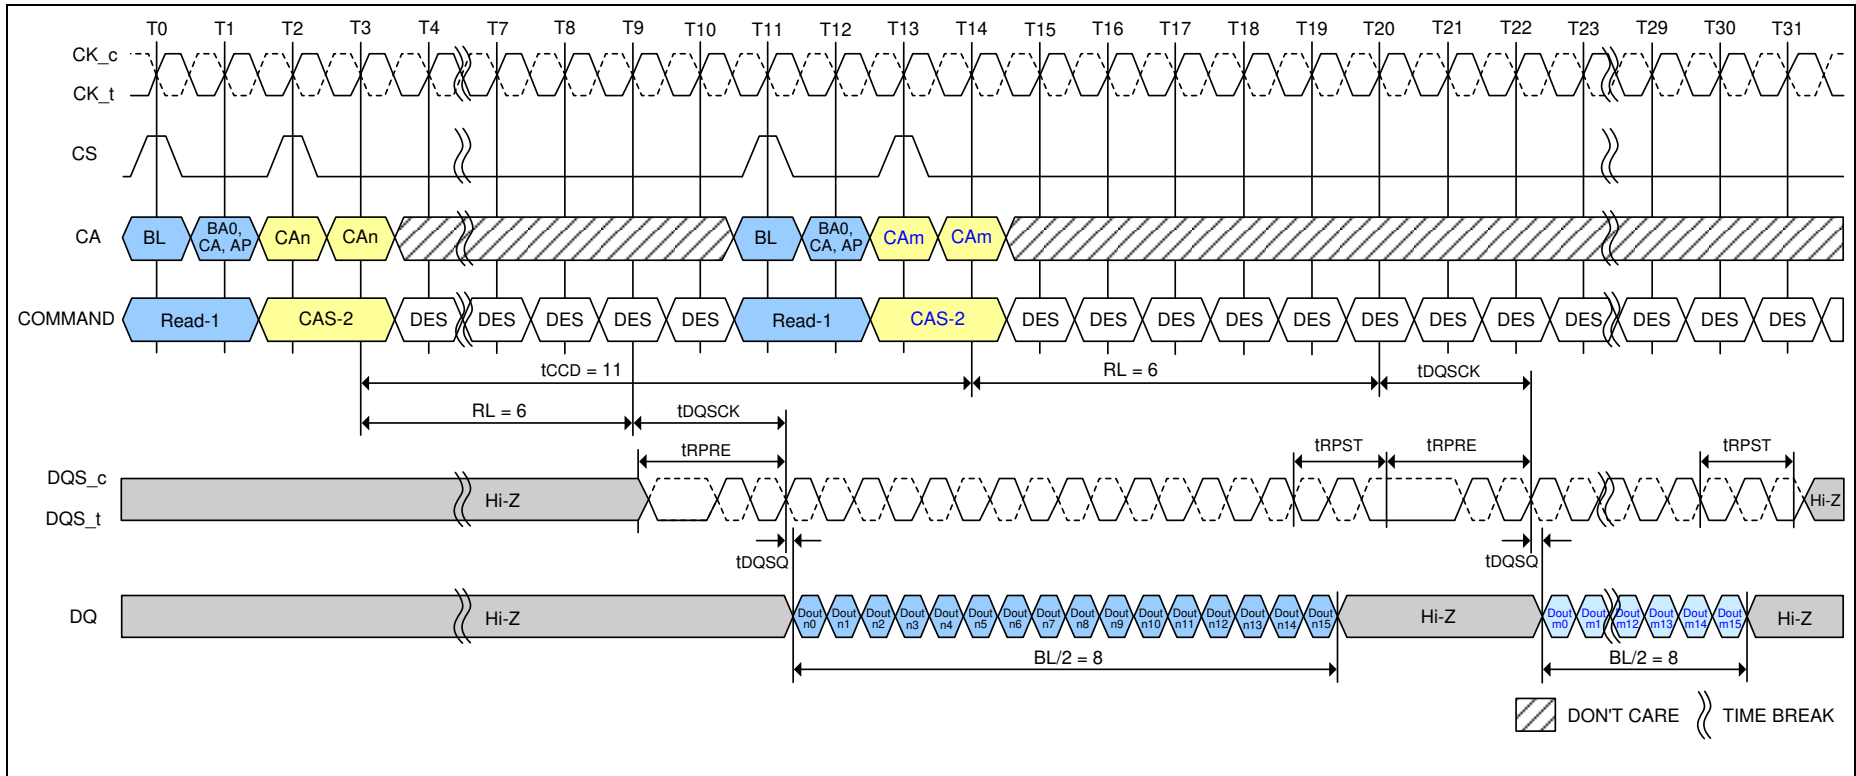 T0 T1 T2 T3 T4 T7 T8 T9 T10 T11 T12 T13 T14 T15 T16 T17 T18 T19 T20 T21 T22 T23 T29 T30 T31
CK_c
CK_t
CS
CA BL BA0, CA, AP CAn CAn BL BA0, CA, AP CAm CAm
COMMAND Read-1 CAS-2 DES DES DES DES DES Read-1 CAS-2 DES DES DES DES DES DES DES DES DES DES DES DES
tCCD = 11 RL = 6 tDQSCK
RL = 6 tDQSCK
tRPRE tRPST tRPRE tRPST
DQS_c
Hi-Z Hi-Z
DQS_t
tDQSQ tDQSQ
DQ Hi-Z Dout n0 Dout n1 Dout n2 Dout n3 Dout n4 Dout n5 Dout n6 Dout n7 Dout n8 Dout n9 Dout n10 Dout n11 Dout n12 Dout n13 Dout n14 Dout n15 Hi-Z Dout m0 Dout m1 Dout m12 Dout m13 Dout m14 Dout m15 Hi-Z
BL/2 = 8 BL/2 = 8
DON'T CARE TIME BREAK